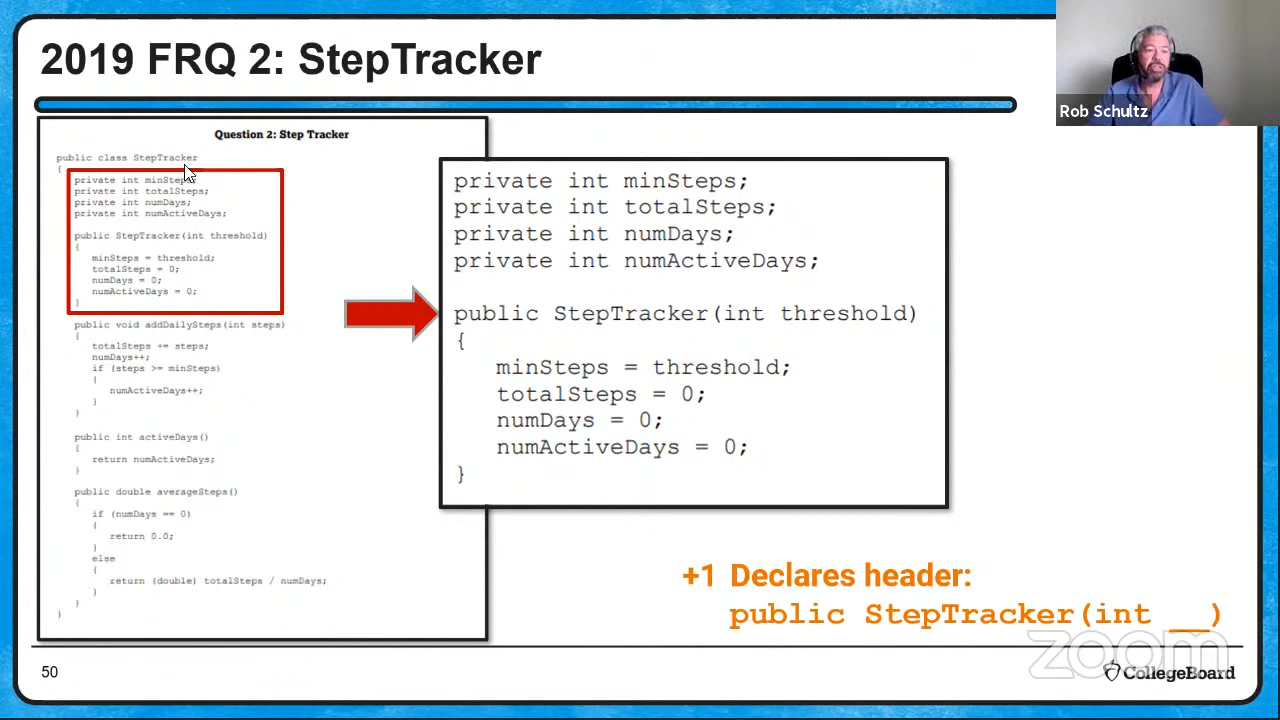 2019 FRQ 2: StepTracker
Rob Schultz
Question 2: Step Tracker
public class StepTracker
{
private int minSteps;
private int totalSteps;
private int numDays;
private int numActiveDays;
public StepTracker(int threshold)
{
minSteps = threshold;
totalSteps = 0;
numDays = 0;
numActiveDays = 0;
}
public void addDailySteps(int steps)
{
totalSteps += steps;
numDays++;
if (steps >= minSteps)
{
numActiveDays++;
}
}
public int activeDays()
{
return numActiveDays;
}
public double averageSteps()
{
if (numDays == 0)
{
return 0.0;
}
else
{
return (double) totalSteps / numDays;
}
}
}
private int minSteps;
private int totalSteps;
private int numDays;
private int numActiveDays;
public StepTracker(int threshold)
{
minSteps = threshold;
totalSteps = 0;
numDays = 0;
numActiveDays = 0;
}
+1 Declares header:
public StepTracker(int __)
zoom
50
CollegeBoard